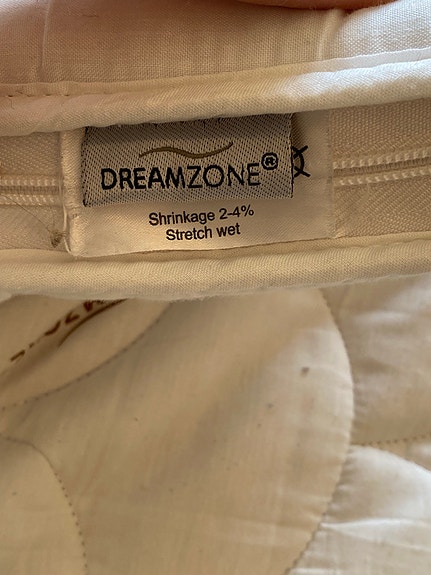 DREAMZONE®
Shrinkage 2-4%
Stretch wet